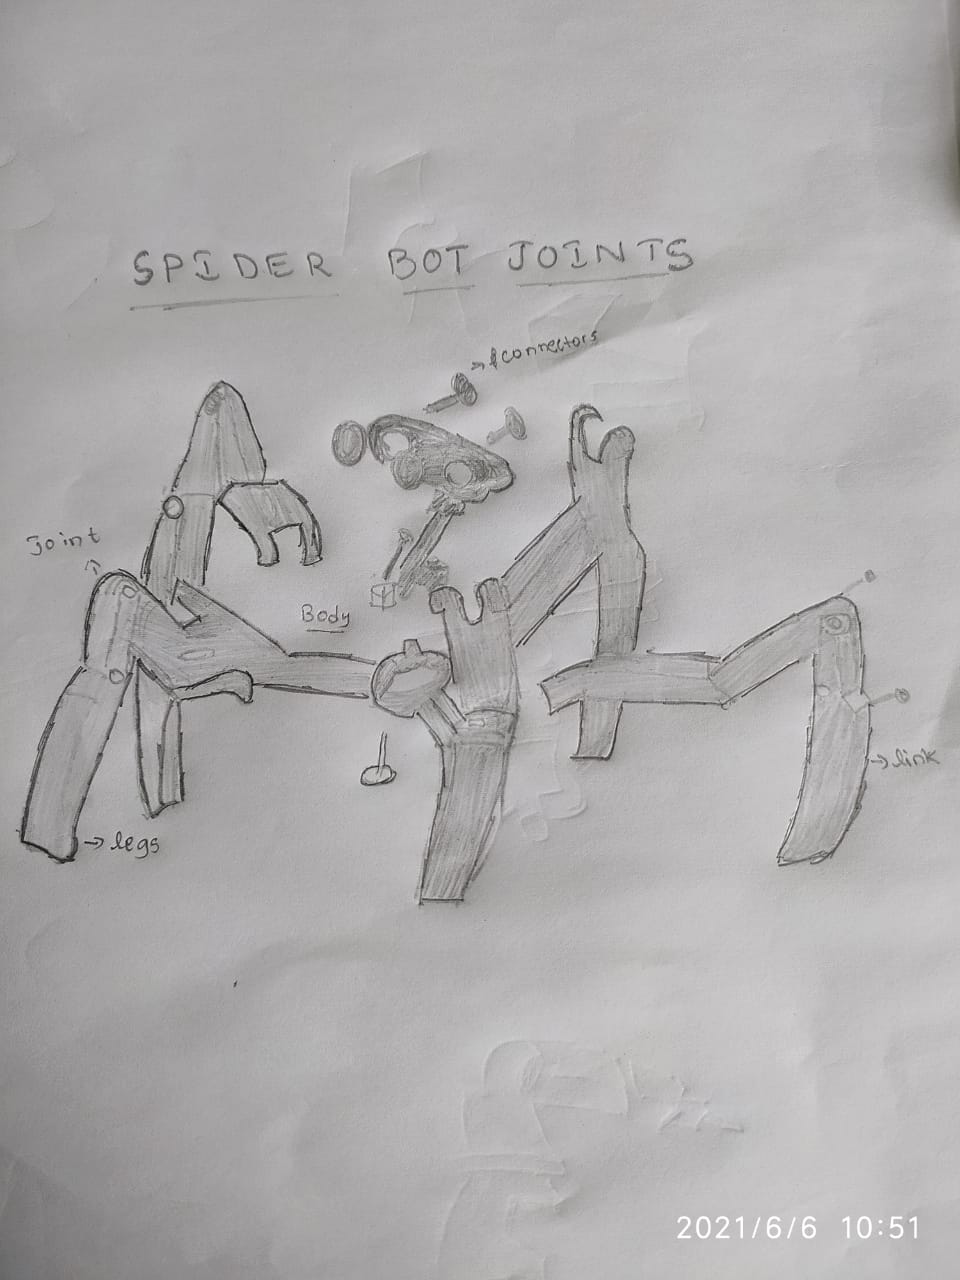 SPIDER BOT JOINTS
connectors
Joint
Body
link
legs
2021/6/6 10:51